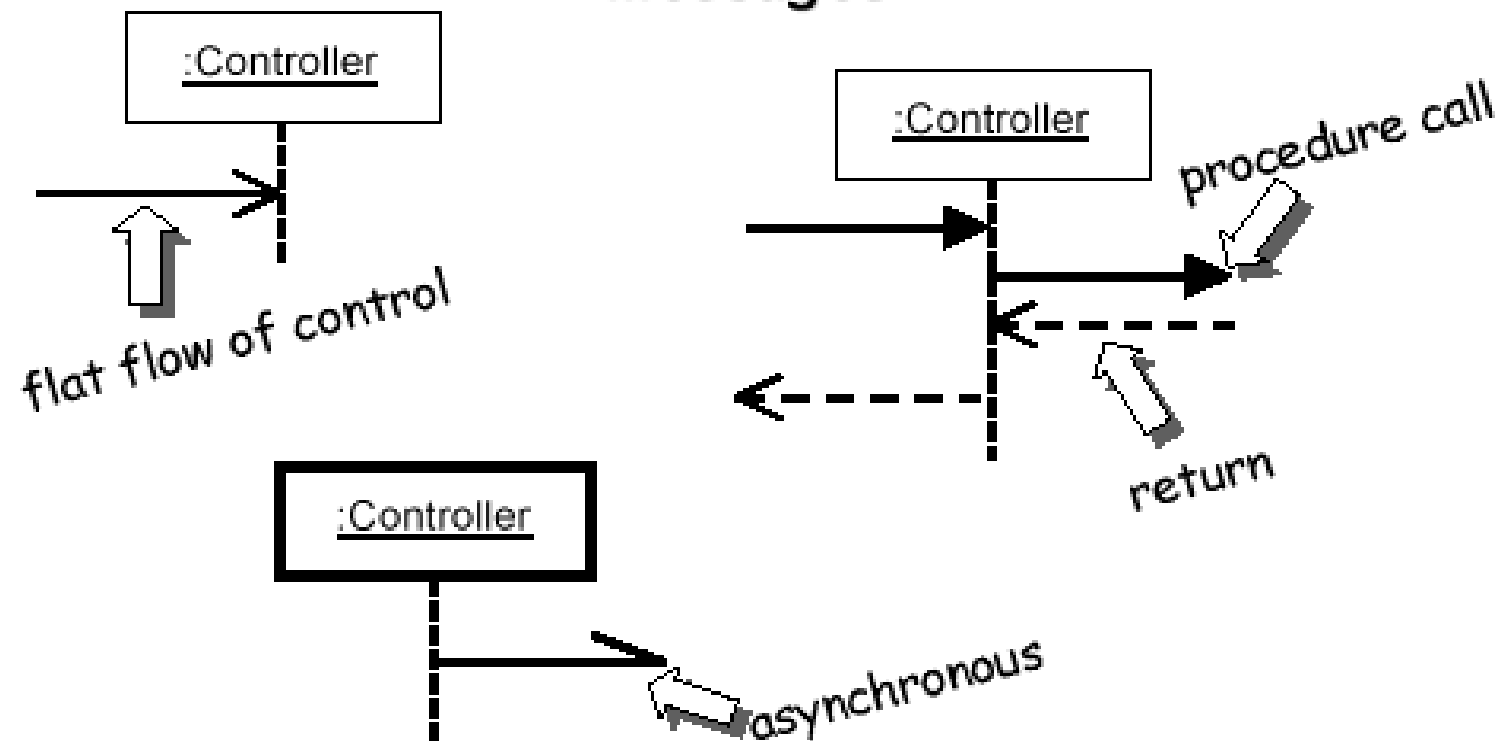 :Controller
:Controller
procedure call
flat flow of control
return
:Controller
asynchronous